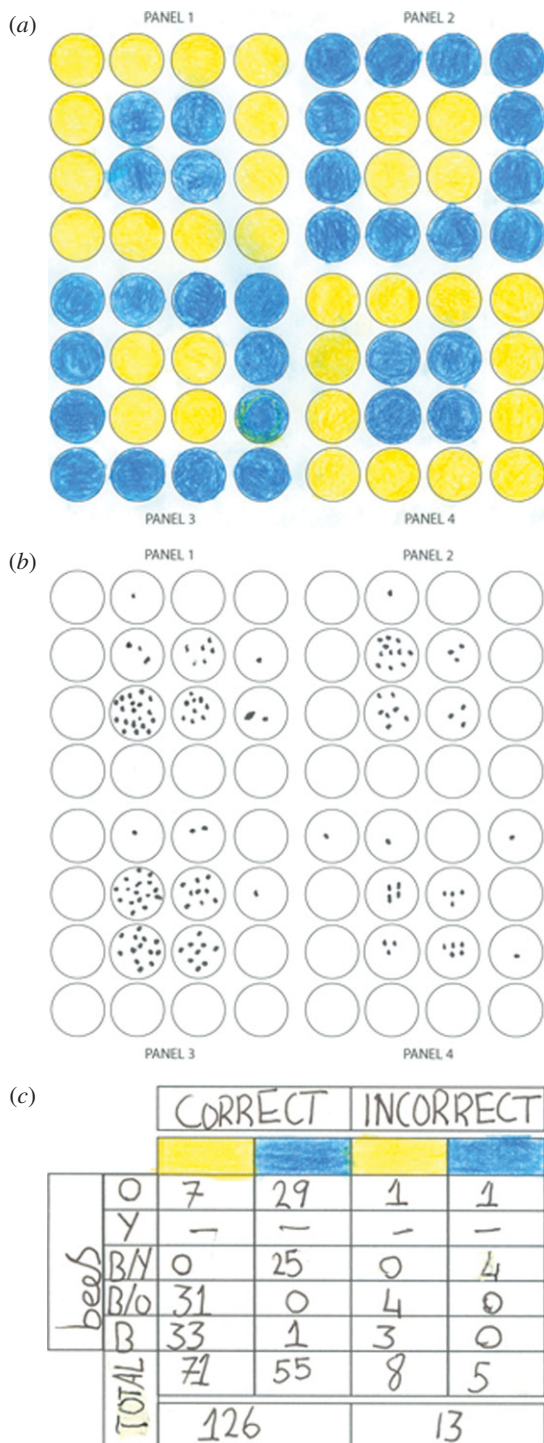 (a)
PANEL 1 PANEL 2
PANEL 3 PANEL 4
(b)
PANEL 1 PANEL 2
PANEL 3 PANEL 4
(c)
CORRECT INCORRECT
bees
O 7 29 1 1
Y — — — —
B/Y 0 25 0 4
B/O 31 0 4 0
B 33 1 3 0
TOTAL 71 55 8 5
126 13